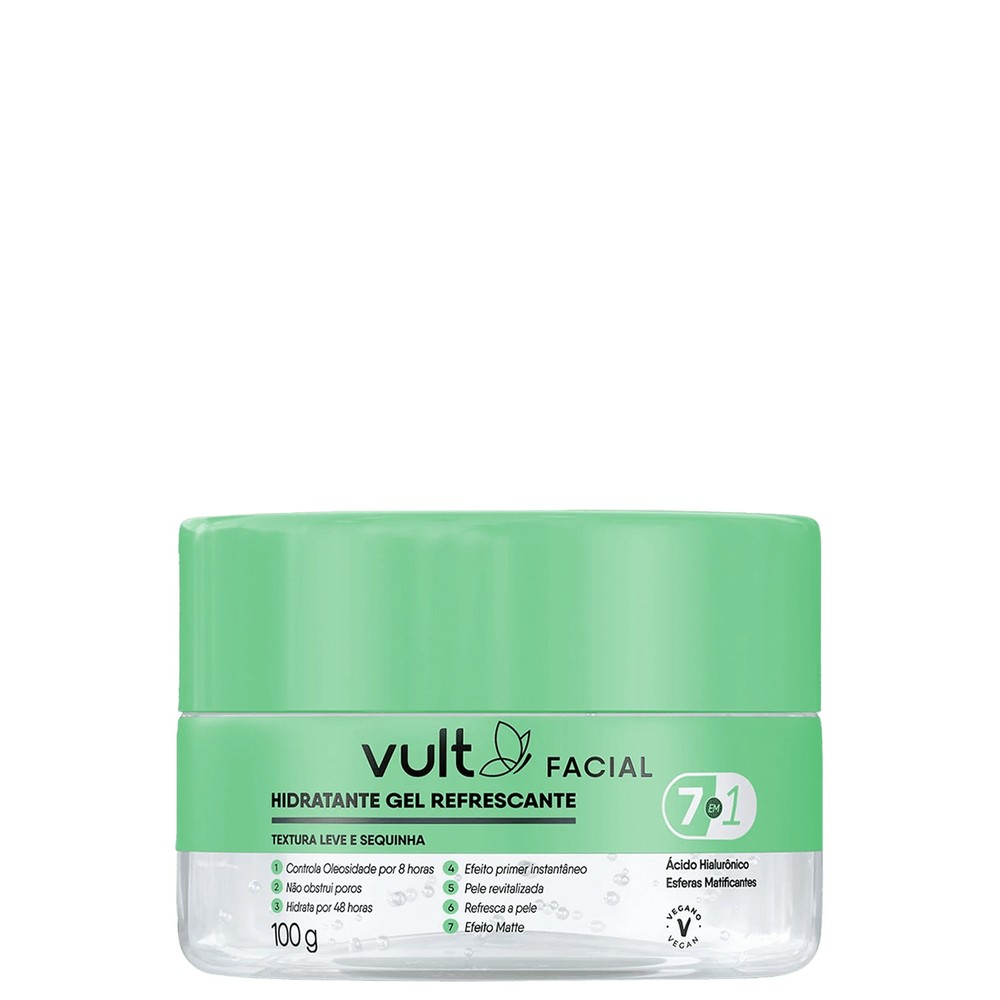 vult FACIAL
HIDRATANTE GEL REFRESCANTE
7 EM 1
TEXTURA LEVE E SEQUINHA
1 Controla Oleosidade por 8 horas
2 Não obstrui poros
3 Hidrata por 48 horas
4 Efeito primer instantâneo
5 Pele revitalizada
6 Refresca a pele
7 Efeito Matte
100 g
Ácido Hialurônico
Esferas Matificantes
VEGANO
V
VEGAN